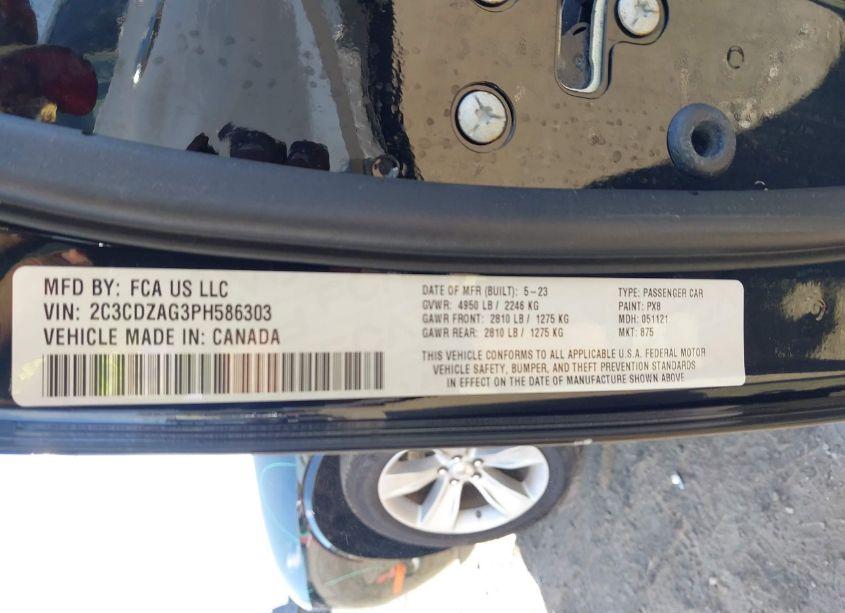 MFD BY: FCA US LLC
VIN: 2C3CDZAG3PH586303
VEHICLE MADE IN: CANADA
DATE OF MFR (BUILT): 5-23
GVWR: 4950 LB / 2246 KG
GAWR FRONT: 2810 LB / 1275 KG
GAWR REAR: 2810 LB / 1275 KG
TYPE: PASSENGER CAR
PAINT: PX8
MDH: 051121
MKT: 875
THIS VEHICLE CONFORMS TO ALL APPLICABLE U.S.A. FEDERAL MOTOR
VEHICLE SAFETY, BUMPER, AND THEFT PREVENTION STANDARDS
IN EFFECT ON THE DATE OF MANUFACTURE SHOWN ABOVE